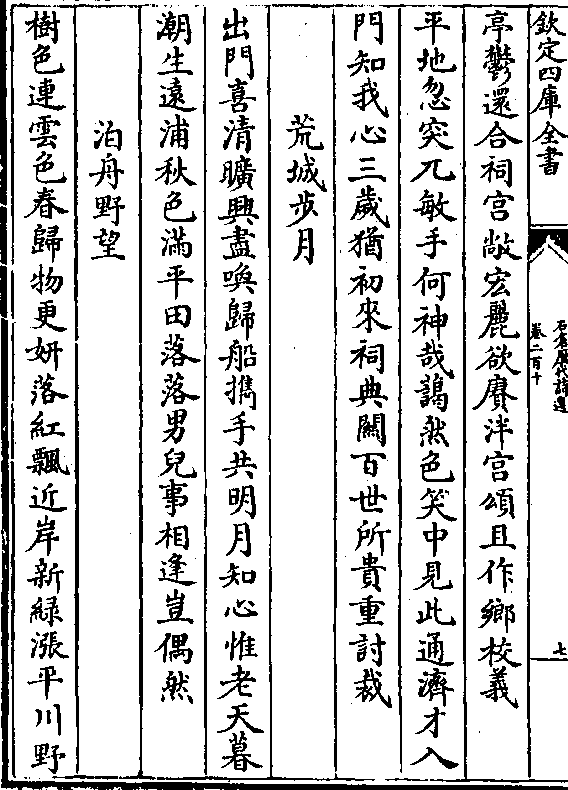 欽定四庫全書
石倉歷代詩選
卷二百十
七
亭鬱還合祠宫敞宏麗欲賡泮宫頌且作鄉校義
平地忽突兀敏手何神哉藹然色笑中見此通濟才入
門知我心三歲猶初來祠典關百世所貴重討裁
荒城步月
出門喜清曠興盡喚歸船擕手共明月知心惟老天暮
潮生遠浦秋色滿平田落落男兒事相逢豈偶然
泊舟野望
樹色連雲色春歸物更妍落紅飄近岸新緑漲平川野